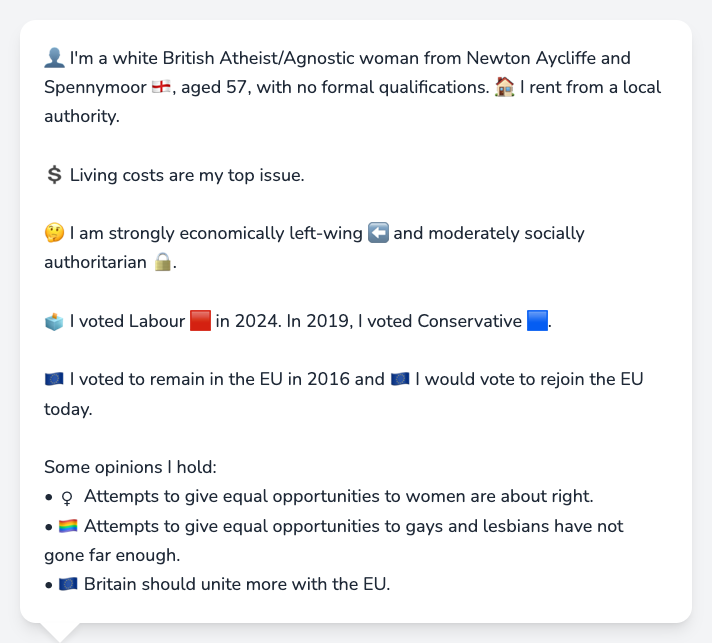 👤 I'm a white British Atheist/Agnostic woman from Newton Aycliffe and
Spennymoor 🏴󠁧󠁢󠁥󠁮󠁧󠁿, aged 57, with no formal qualifications. 🏠 I rent from a local
authority.
💲 Living costs are my top issue.
🤔 I am strongly economically left-wing ⬅️ and moderately socially
authoritarian 🔒.
🗳️ I voted Labour 🟥 in 2024. In 2019, I voted Conservative 🟦.
🇪🇺 I voted to remain in the EU in 2016 and 🇪🇺 I would vote to rejoin the EU
today.
Some opinions I hold:
• ♀ Attempts to give equal opportunities to women are about right.
• 🏳️‍🌈 Attempts to give equal opportunities to gays and lesbians have not
gone far enough.
• 🇪🇺 Britain should unite more with the EU.